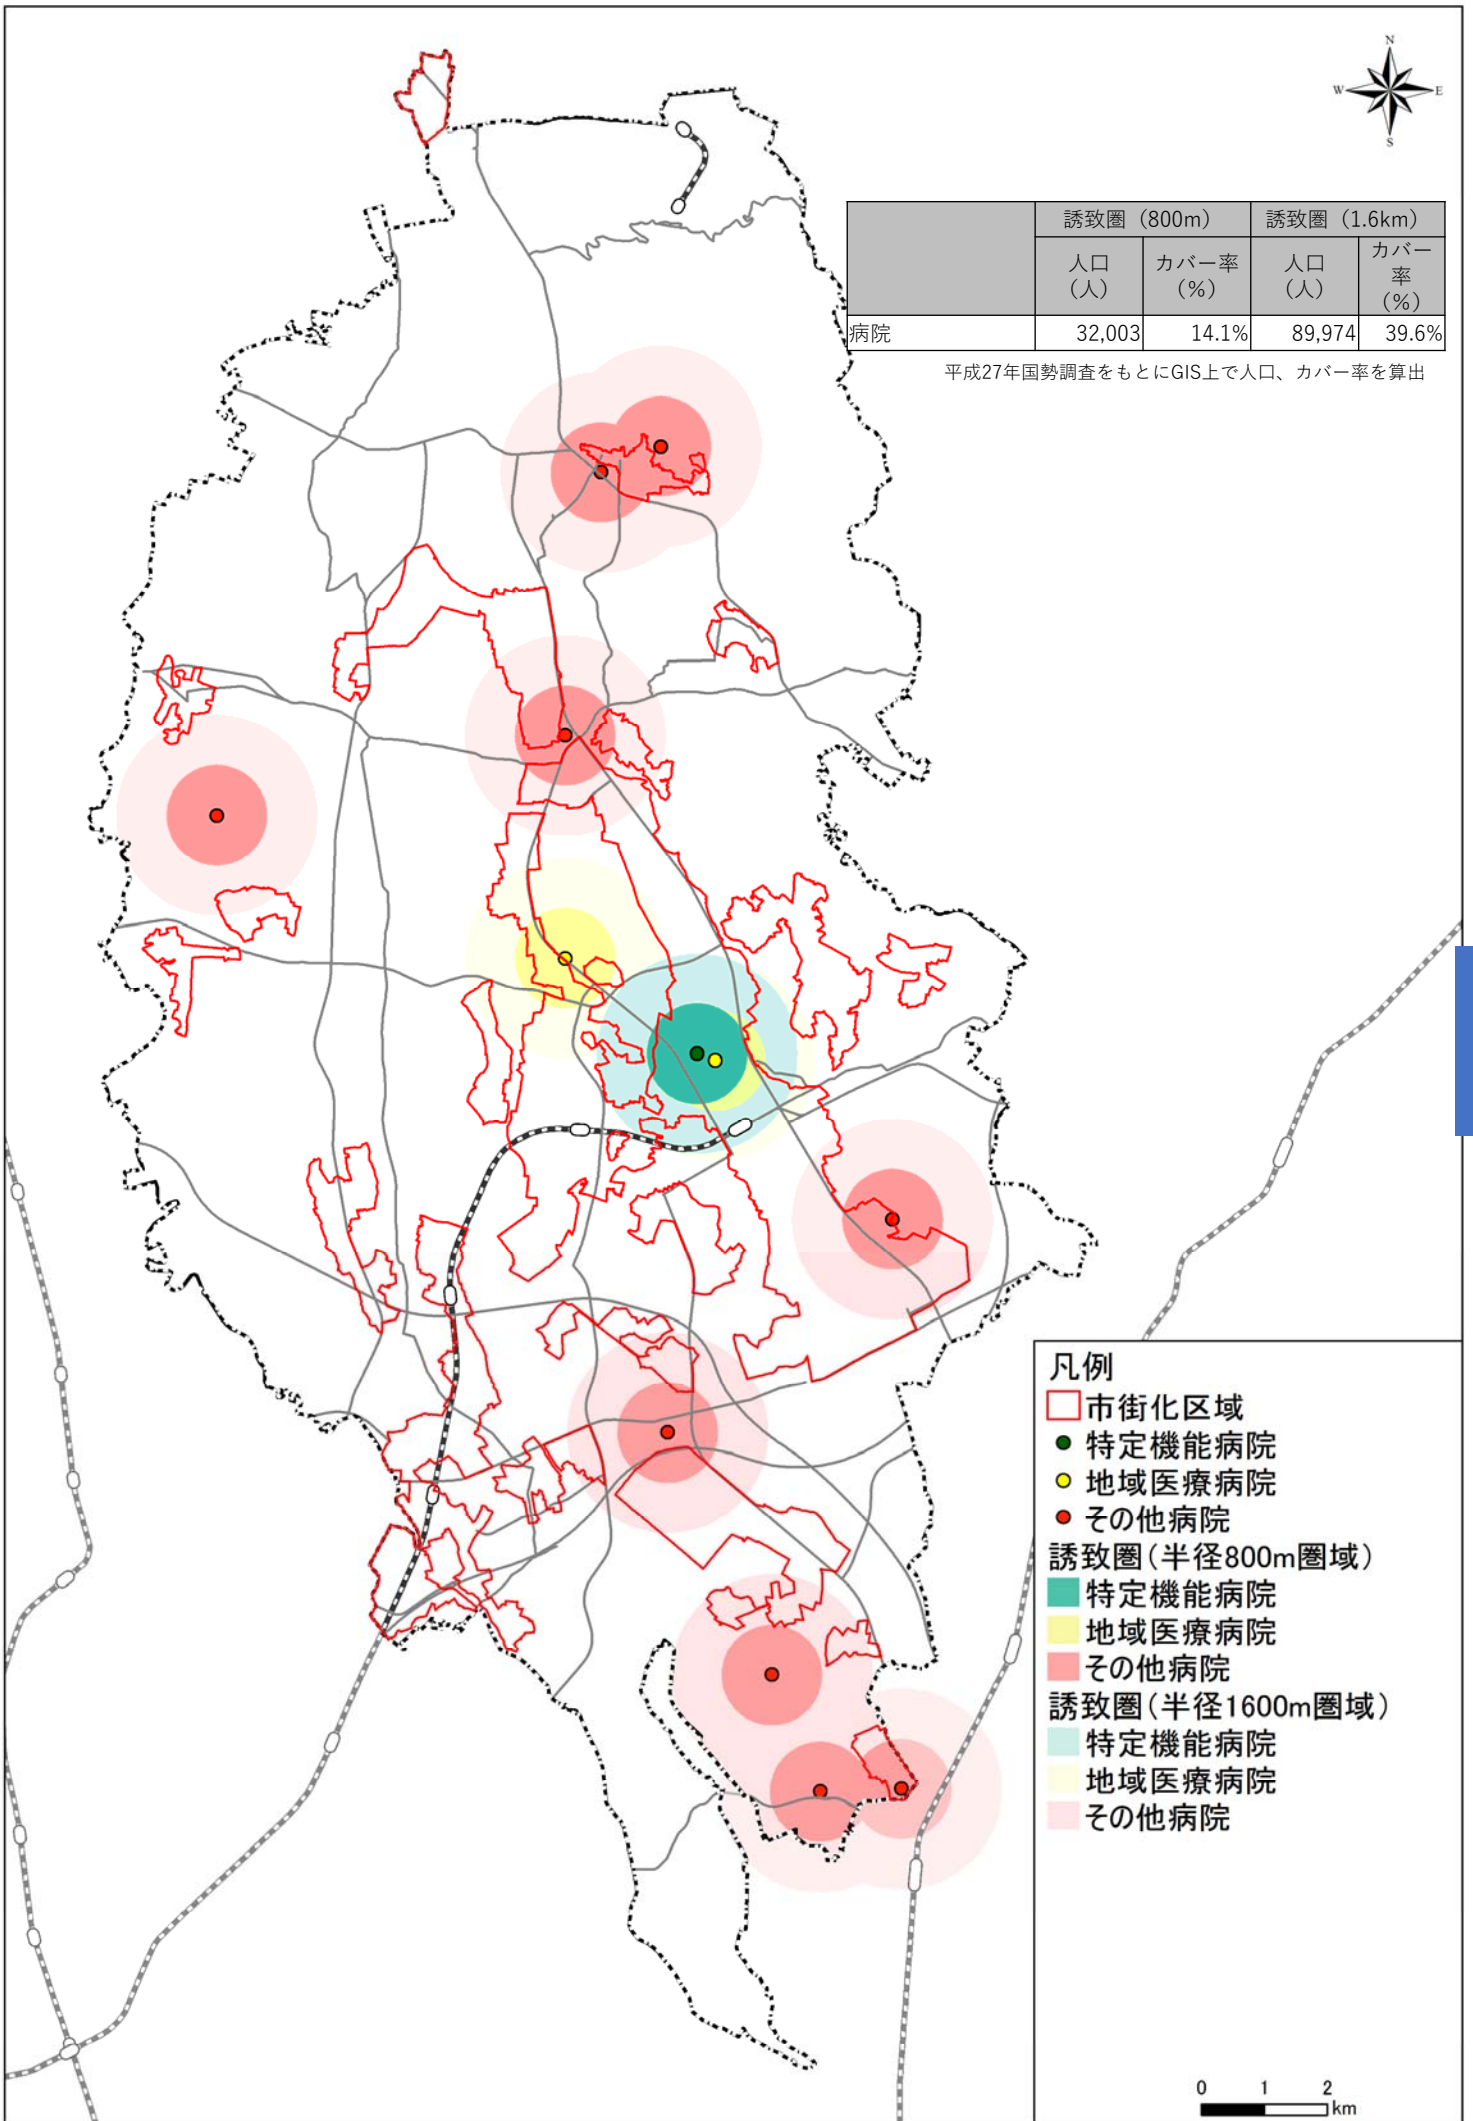 N
W
E
S
誘致圏（800m） 誘致圏（1.6km）
人口（人） カバー率（%） 人口（人） カバー率（%）
病院 32,003 14.1% 89,974 39.6%
平成27年国勢調査をもとにGIS上で人口、カバー率を算出
凡例
市街化区域
特定機能病院
地域医療病院
その他病院
誘致圏(半径800m圏域)
特定機能病院
地域医療病院
その他病院
誘致圏(半径1600m圏域)
特定機能病院
地域医療病院
その他病院
0 1 2
km